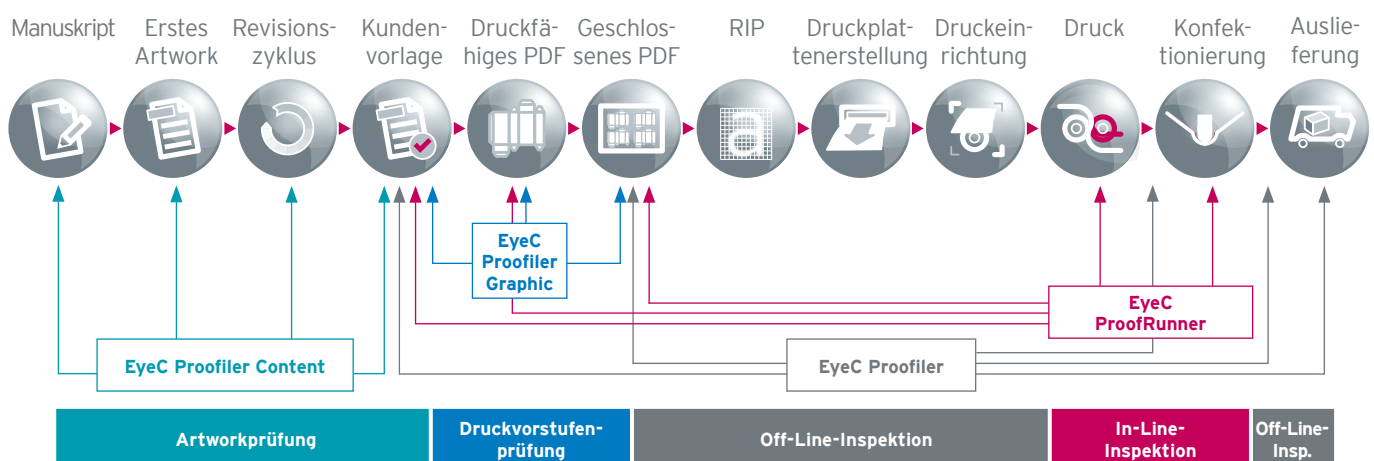 Manuskript
Erstes
Artwork
Revisions-
zyklus
Kunden-
vorlage
Druckfä-
higes PDF
Geschlos-
senes PDF
RIP
Druckplat-
tenerstellung
Druckein-
richtung
Druck
Konfek-
tionierung
Auslie-
ferung
a
EyeC
Proofiler
Graphic
EyeC
ProofRunner
EyeC Proofiler Content
EyeC Proofiler
Artworkprüfung
Druckvorstufen-
prüfung
Off-Line-Inspektion
In-Line-
Inspektion
Off-Line-
Insp.